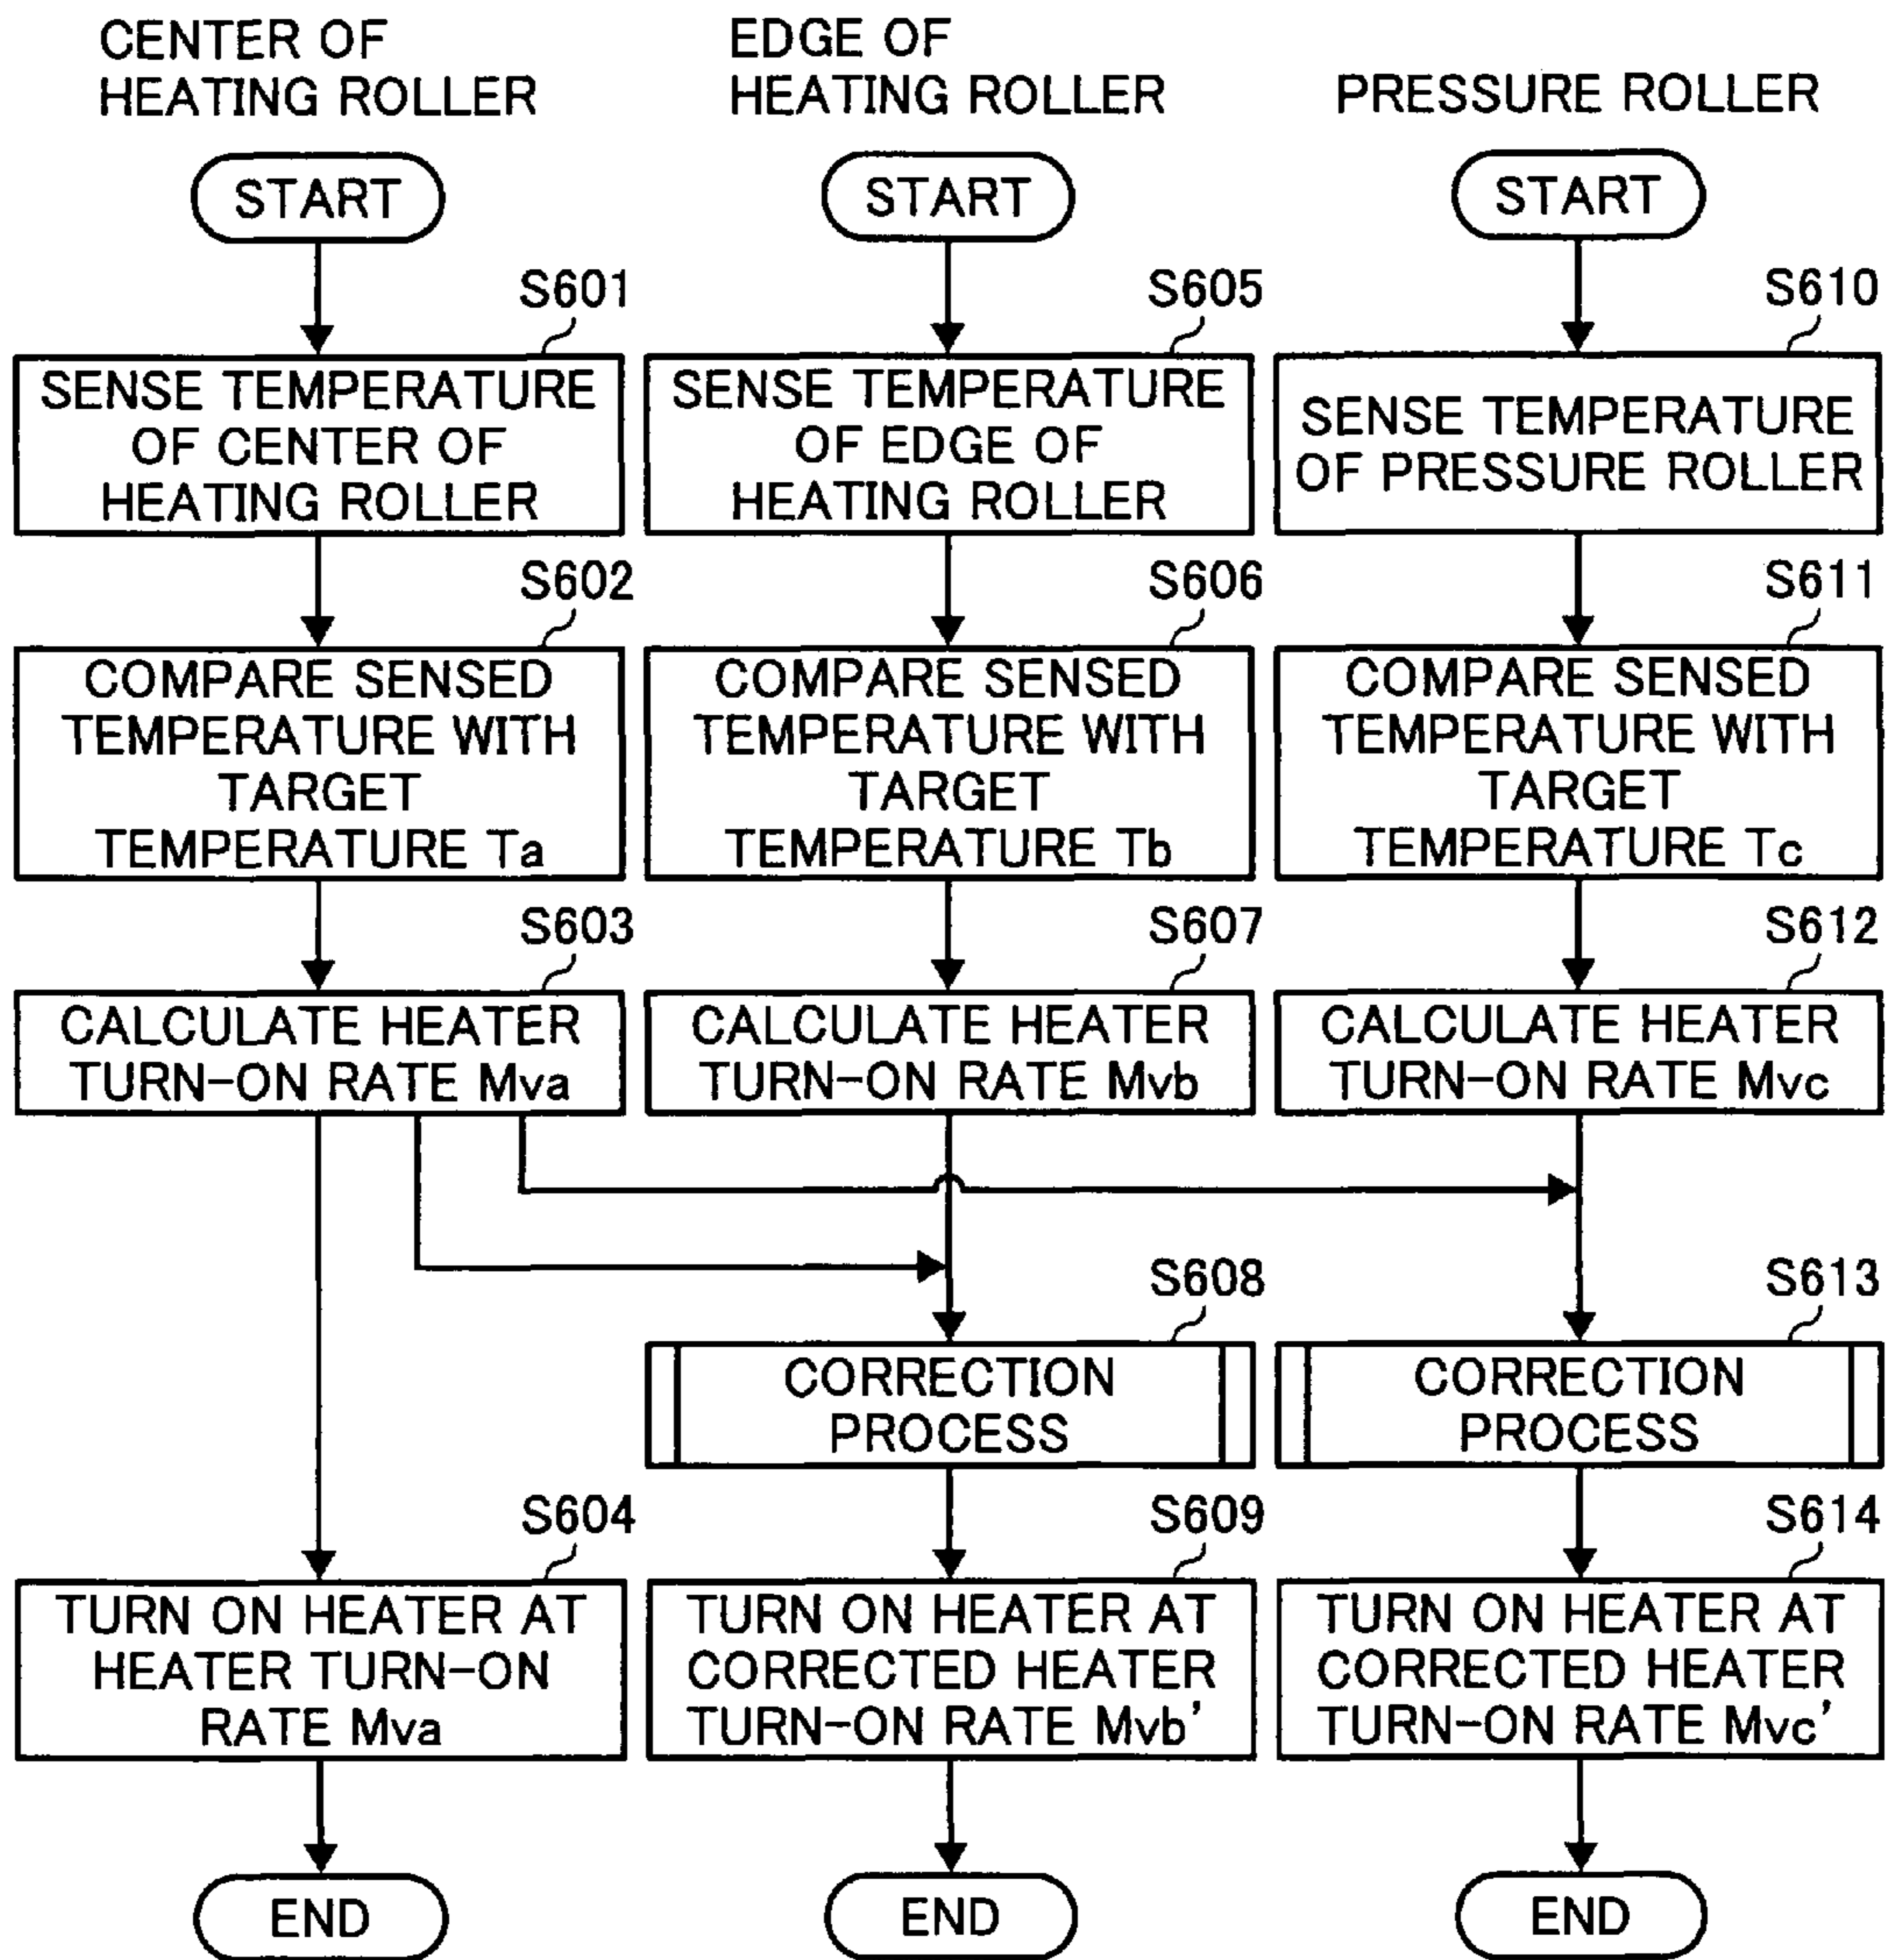 CENTER OF
HEATING ROLLER
START
S601
SENSE TEMPERATURE
OF CENTER OF
HEATING ROLLER
S602
COMPARE SENSED
TEMPERATURE WITH
TARGET
TEMPERATURE Ta
S603
CALCULATE HEATER
TURN-ON RATE Mva
S604
TURN ON HEATER AT
HEATER TURN-ON
RATE Mva
END
EDGE OF
HEATING ROLLER
START
S605
SENSE TEMPERATURE
OF EDGE OF
HEATING ROLLER
S606
COMPARE SENSED
TEMPERATURE WITH
TARGET
TEMPERATURE Tb
S607
CALCULATE HEATER
TURN-ON RATE Mvb
S608
CORRECTION
PROCESS
S609
TURN ON HEATER AT
CORRECTED HEATER
TURN-ON RATE Mvb'
END
PRESSURE ROLLER
START
S610
SENSE TEMPERATURE
OF PRESSURE ROLLER
S611
COMPARE SENSED
TEMPERATURE WITH
TARGET
TEMPERATURE Tc
S612
CALCULATE HEATER
TURN-ON RATE Mvc
S613
CORRECTION
PROCESS
S614
TURN ON HEATER AT
CORRECTED HEATER
TURN-ON RATE Mvc'
END